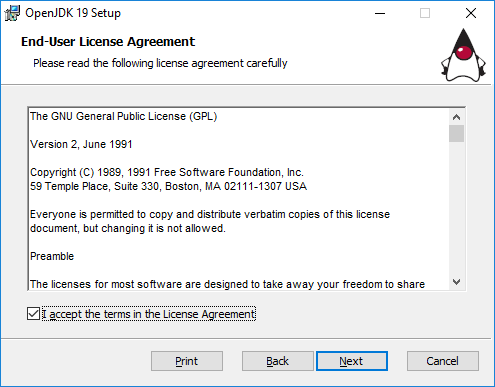 OpenJDK 19 Setup
End-User License Agreement
Please read the following license agreement carefully
The GNU General Public License (GPL)
Version 2, June 1991
Copyright (C) 1989, 1991 Free Software Foundation, Inc.
59 Temple Place, Suite 330, Boston, MA 02111-1307 USA
Everyone is permitted to copy and distribute verbatim copies of this license
document, but changing it is not allowed.
Preamble
The licenses for most software are designed to take away your freedom to share
I accept the terms in the License Agreement
Print
Back
Next
Cancel